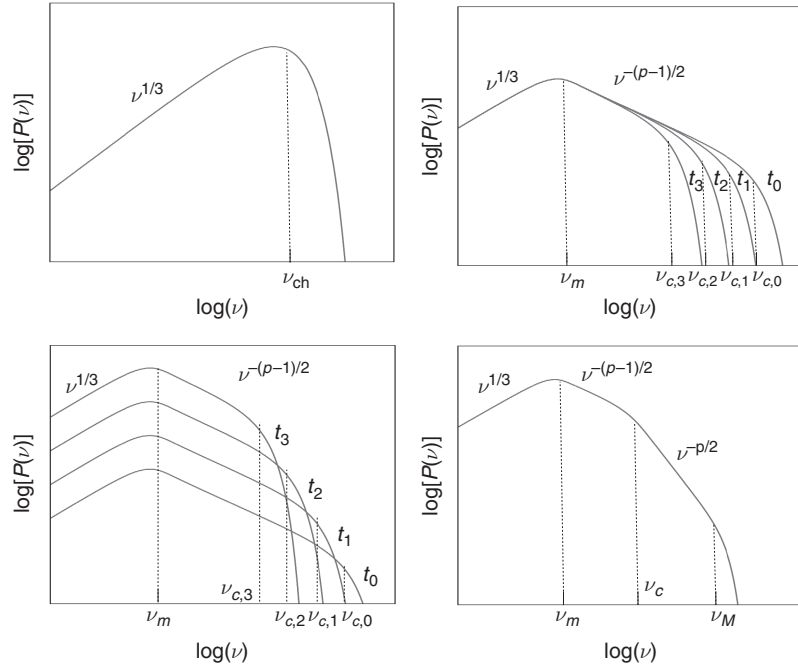 log[P(ν)]
ν^{1/3}
ν_{ch}
log(ν)
log[P(ν)]
ν^{1/3}
ν^{-(p-1)/2}
t_3
t_2
t_1
t_0
ν_m
ν_{c,3}
ν_{c,2}
ν_{c,1}
ν_{c,0}
log(ν)
log[P(ν)]
ν^{1/3}
ν^{-(p-1)/2}
t_3
t_2
t_1
t_0
ν_{c,3}
ν_m
ν_{c,2}
ν_{c,1}
ν_{c,0}
log(ν)
log[P(ν)]
ν^{1/3}
ν^{-(p-1)/2}
ν^{-p/2}
ν_c
ν_m
ν_M
log(ν)